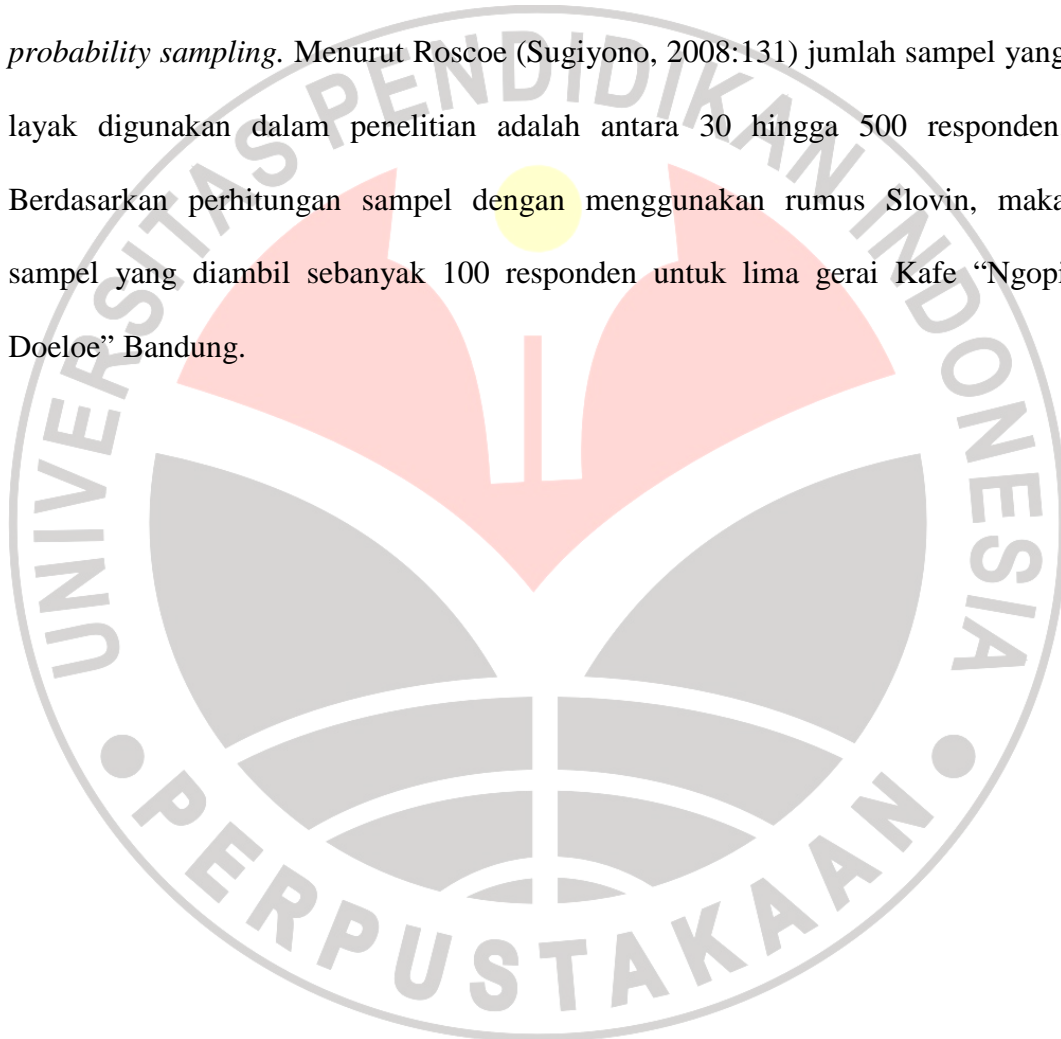 probability sampling. Menurut Roscoe (Sugiyono, 2008:131) jumlah sampel yang
layak digunakan dalam penelitian adalah antara 30 hingga 500 responden
Berdasarkan perhitungan sampel dengan menggunakan rumus Slovin, maka
sampel yang diambil sebanyak 100 responden untuk lima gerai Kafe “Ngopi
Doeloe” Bandung.
UNIVERSITAS PENDIDIKAN INDONESIA
PERPUSTAKAAN